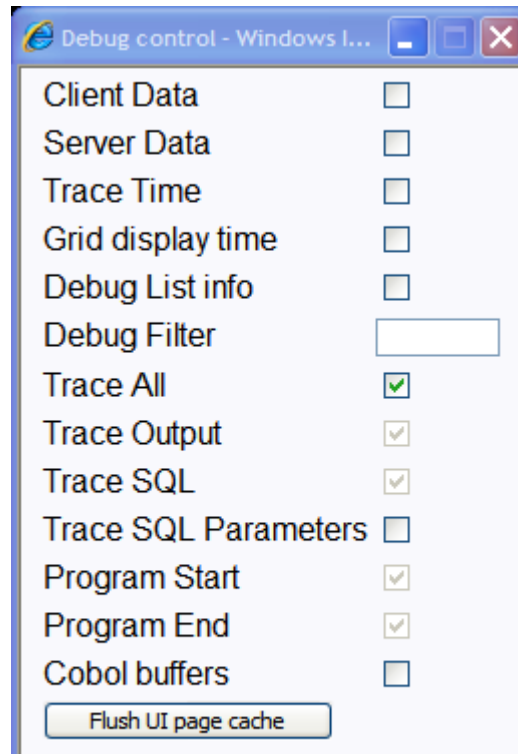 Debug control - Windows I...
Client Data
Server Data
Trace Time
Grid display time
Debug List info
Debug Filter
Trace All
Trace Output
Trace SQL
Trace SQL Parameters
Program Start
Program End
Cobol buffers
Flush UI page cache